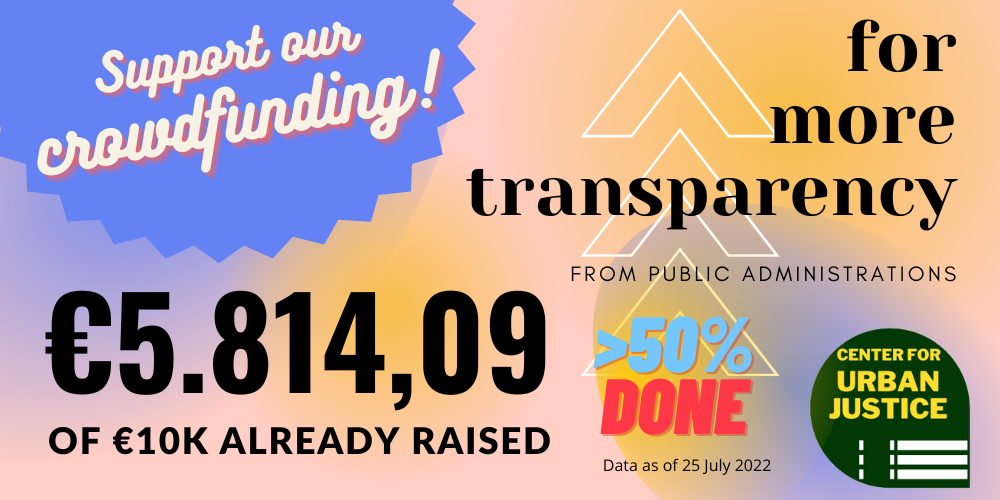 Support our
crowdfunding!
for
more
transparency
FROM PUBLIC ADMINISTRATIONS
€5.814,09
OF €10K ALREADY RAISED
>50%
DONE
Data as of 25 July 2022
CENTER FOR
URBAN
JUSTICE